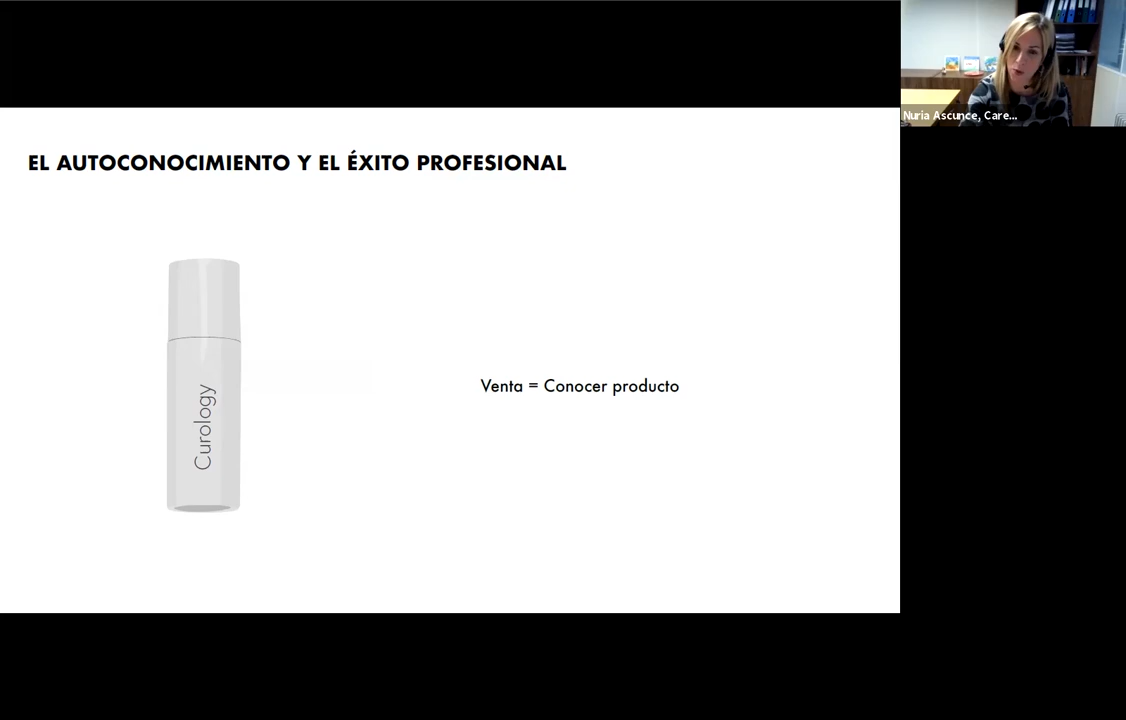 Nuria Ascunce, Care...
EL AUTOCONOCIMIENTO Y EL ÉXITO PROFESIONAL
Curology
Venta = Conocer producto